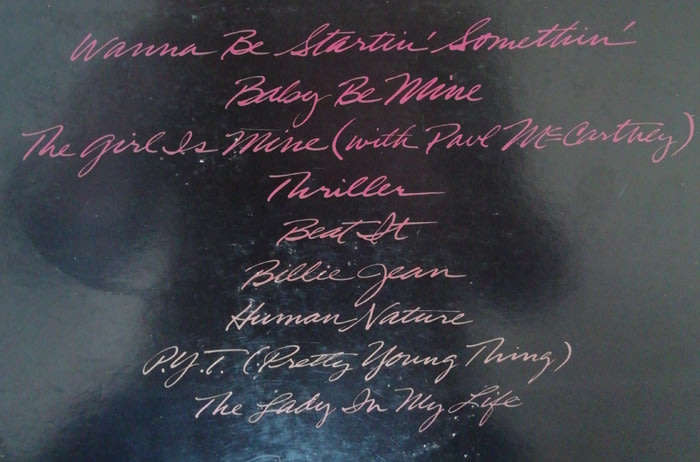 Wanna Be Startin' Somethin'
Baby Be Mine
The Girl Is Mine (with Paul McCartney)
Thriller
Beat It
Billie Jean
Human Nature
P.Y.T. (Pretty Young Thing)
The Lady In My Life